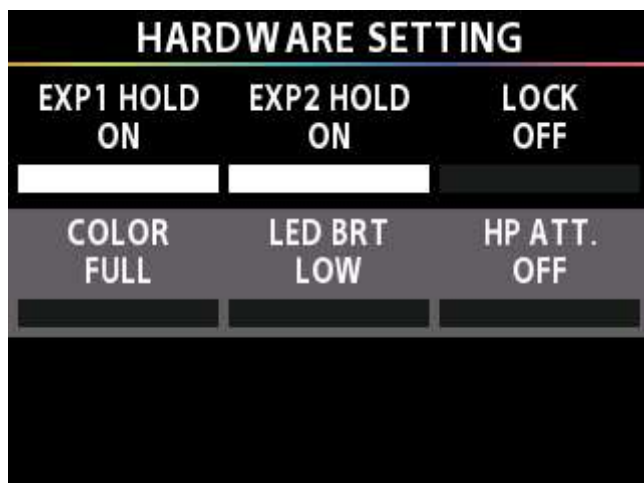 HARDWARE SETTING
EXP1 HOLD EXP2 HOLD LOCK
ON ON OFF
COLOR LED BRT HP ATT.
FULL LOW OFF